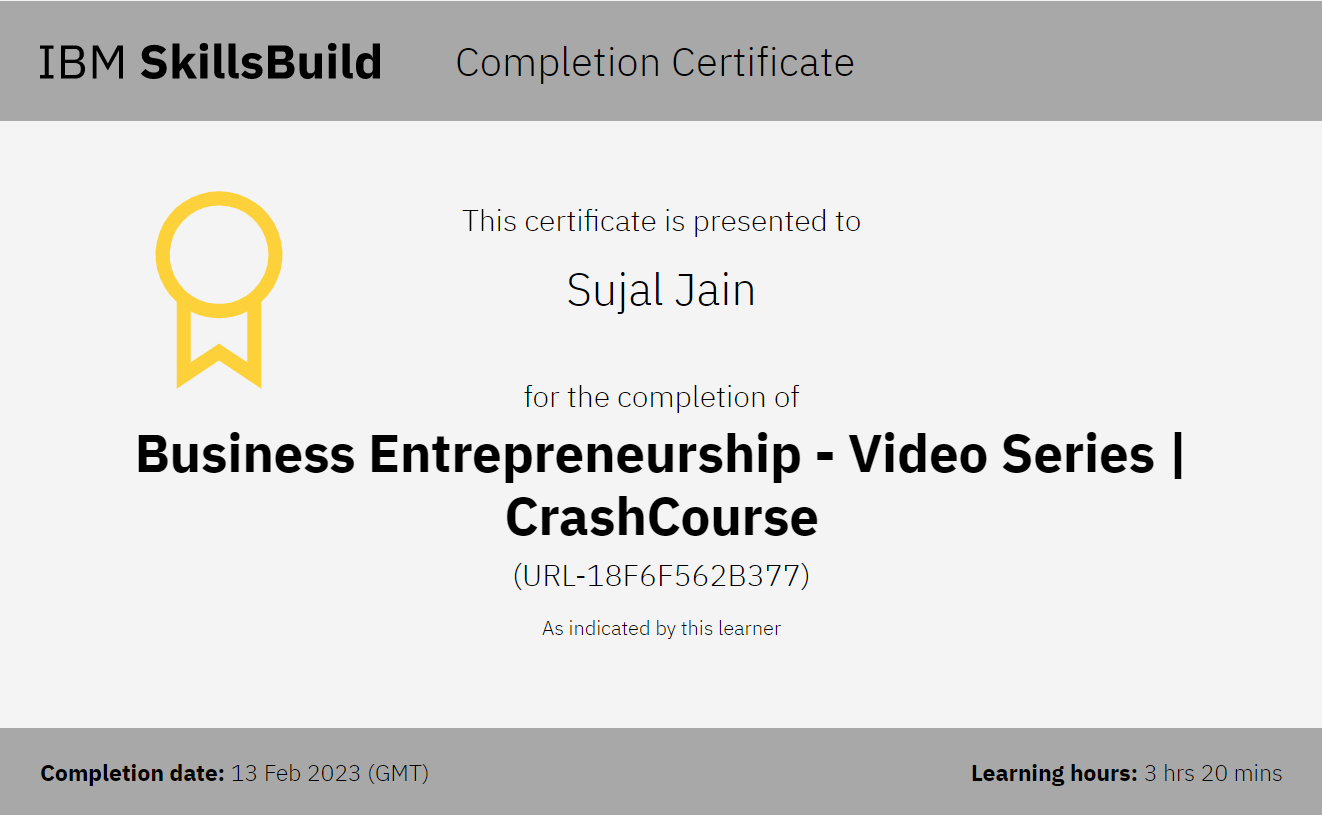 IBM SkillsBuild Completion Certificate
This certificate is presented to
Sujal Jain
for the completion of
Business Entrepreneurship - Video Series |
CrashCourse
(URL-18F6F562B377)
As indicated by this learner
Completion date: 13 Feb 2023 (GMT) Learning hours: 3 hrs 20 mins